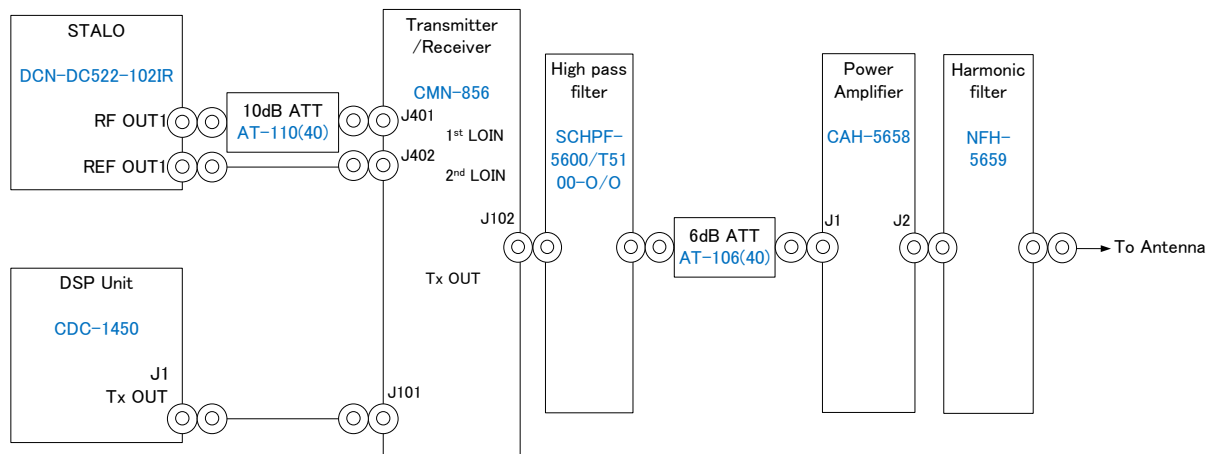 STALO
DCN-DC522-102IR
RF OUT1
REF OUT1
10dB ATT
AT-110(40)
Transmitter
/Receiver
CMN-856
J401
1st LOIN
J402
2nd LOIN
J102
Tx OUT
J101
DSP Unit
CDC-1450
J1
Tx OUT
High pass
filter
SCHPF-
5600/T51
00-O/O
6dB ATT
AT-106(40)
Power
Amplifier
CAH-5658
J1
J2
Harmonic
filter
NFH-
5659
To Antenna